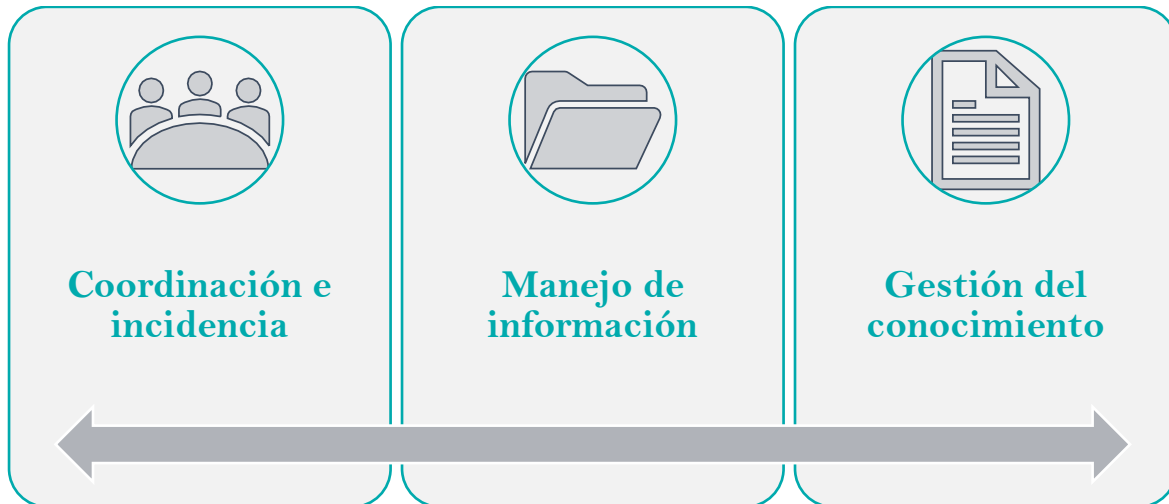 Coordinación e
incidencia
Manejo de
información
Gestión del
conocimiento